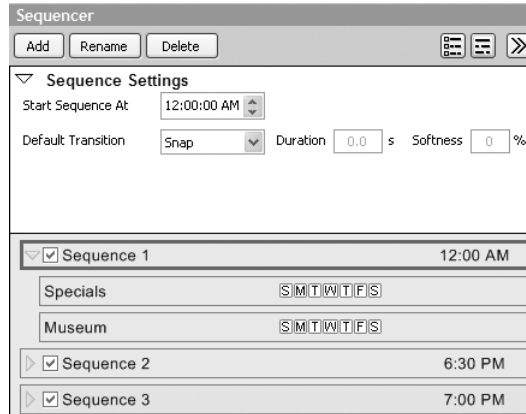 Sequencer
Add Rename Delete
Sequence Settings
Start Sequence At 12:00:00 AM
Default Transition Snap Duration 0.0 s Softness 0 %
Sequence 1 12:00 AM
Specials S M T W T F S
Museum S M T W T F S
Sequence 2 6:30 PM
Sequence 3 7:00 PM